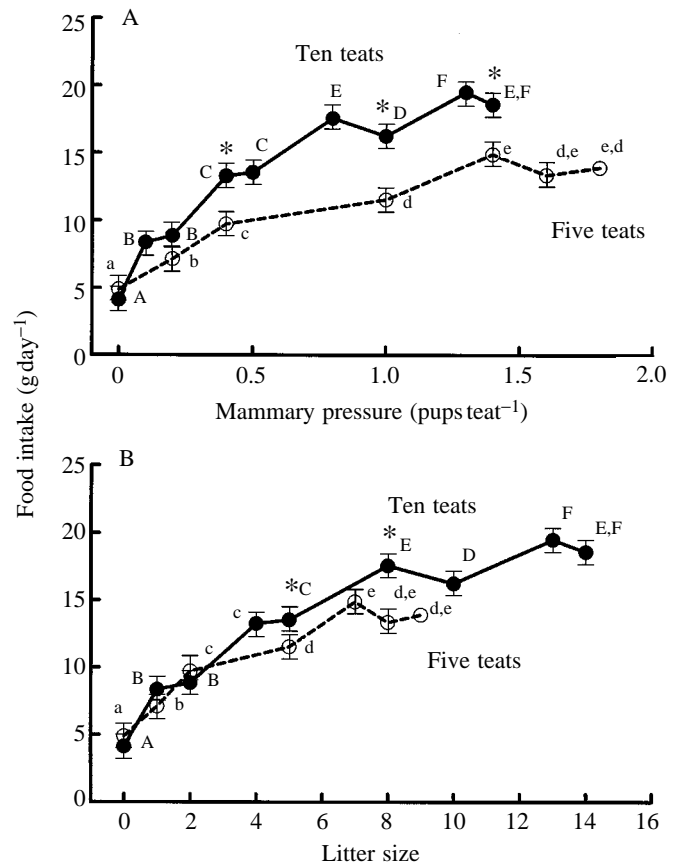 A
25
20
15
10
5
0
Ten teats
Five teats
a
A
B
B
b
C
*
c
C
E
*
D
d
F
*
E,F
e
d,e
e,d
0
0.5
1.0
1.5
2.0
Mammary pressure (pups teat⁻¹)
Food intake (g day⁻¹)
B
25
20
15
10
5
0
Ten teats
Five teats
a
A
B
b
c
B
c
*
C
d
*
E
e
d,e
d,e
D
F
E,F
0
2
4
6
8
10
12
14
16
Litter size